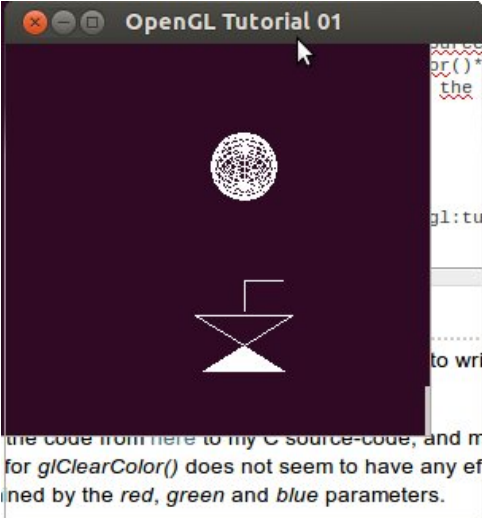 OpenGL Tutorial 01
or()*
the
gl:tu
to wri
the code from here to my C source-code, and m
for glClearColor() does not seem to have any ef
ned by the red, green and blue parameters.